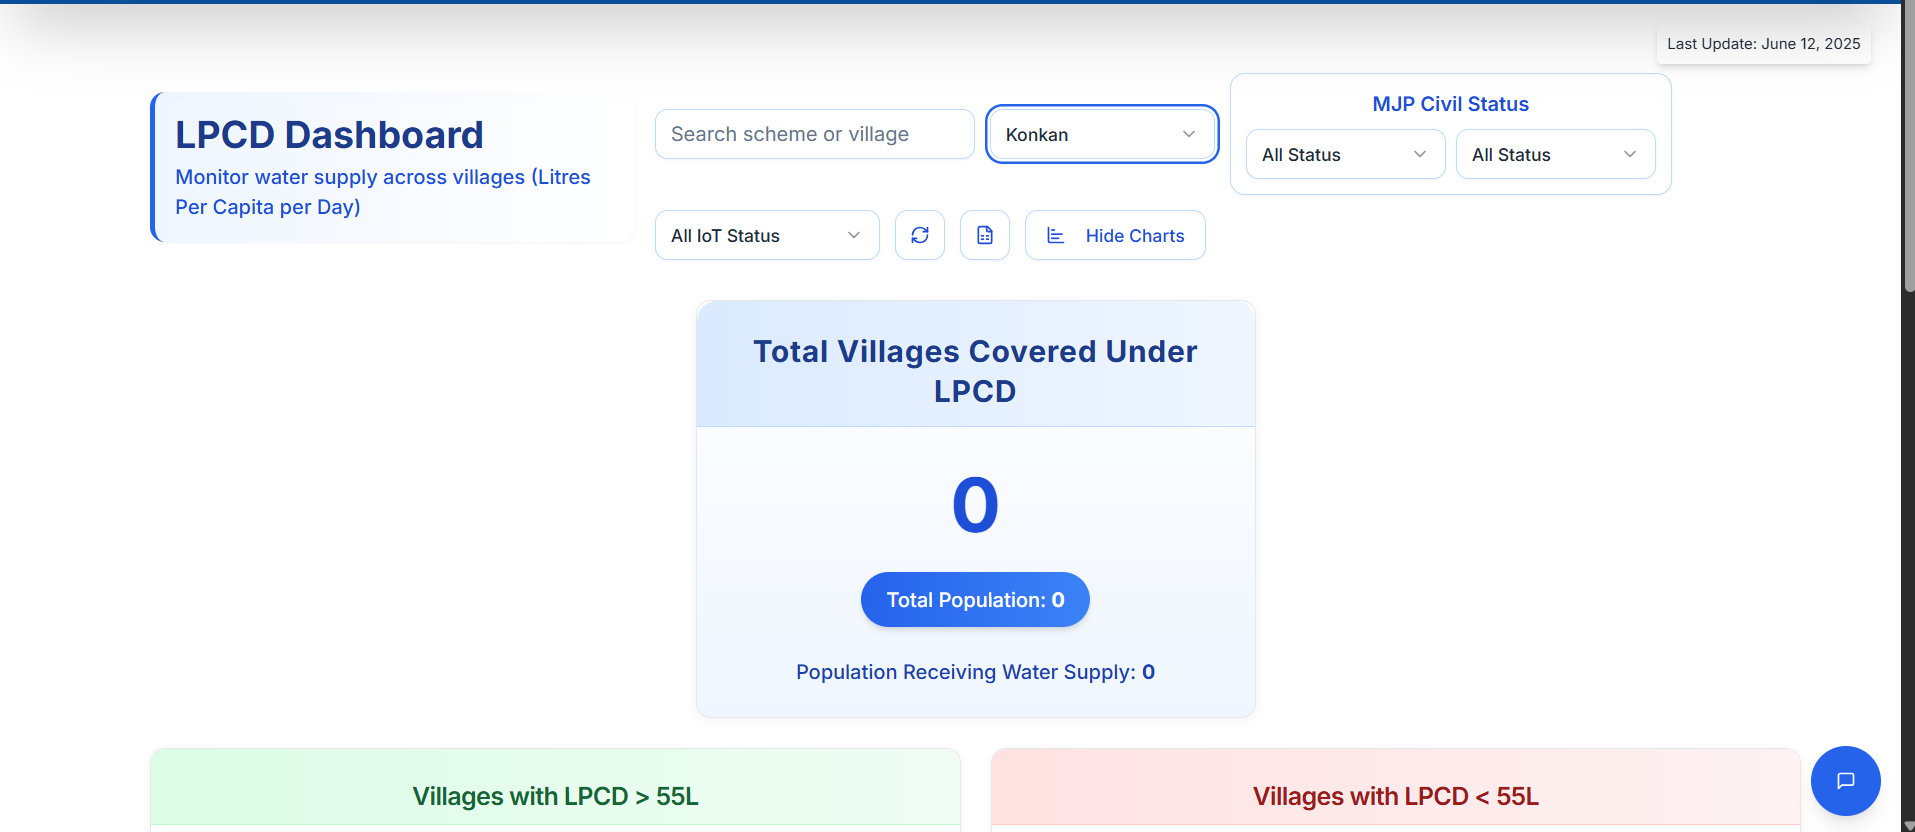 Last Update: June 12, 2025
LPCD Dashboard
Monitor water supply across villages (Litres
Per Capita per Day)
Search scheme or village
Konkan
MJP Civil Status
All Status
All Status
All IoT Status
Hide Charts
Total Villages Covered Under
LPCD
0
Total Population: 0
Population Receiving Water Supply: 0
Villages with LPCD > 55L
Villages with LPCD < 55L